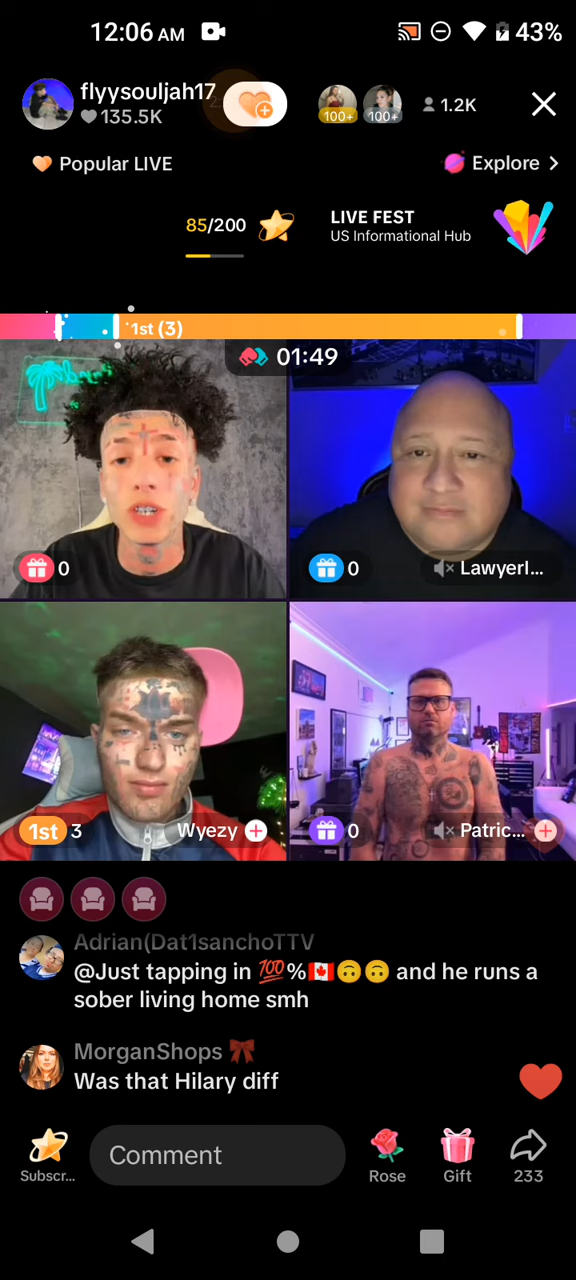 12:06 AM
43%
flyysouljah17
135.5K
100+
100+
1.2K
Popular LIVE
Explore
85/200
LIVE FEST
US Informational Hub
1st (3)
01:49
0
0
Lawyerl...
1st 3
Wyezy
0
Patric...
Adrian(Dat1sanchoTTV
@Just tapping in 💯%🇨🇦🙃🙃 and he runs a
sober living home smh
MorganShops 🎀
Was that Hilary diff
Subscr...
Comment
Rose
Gift
233